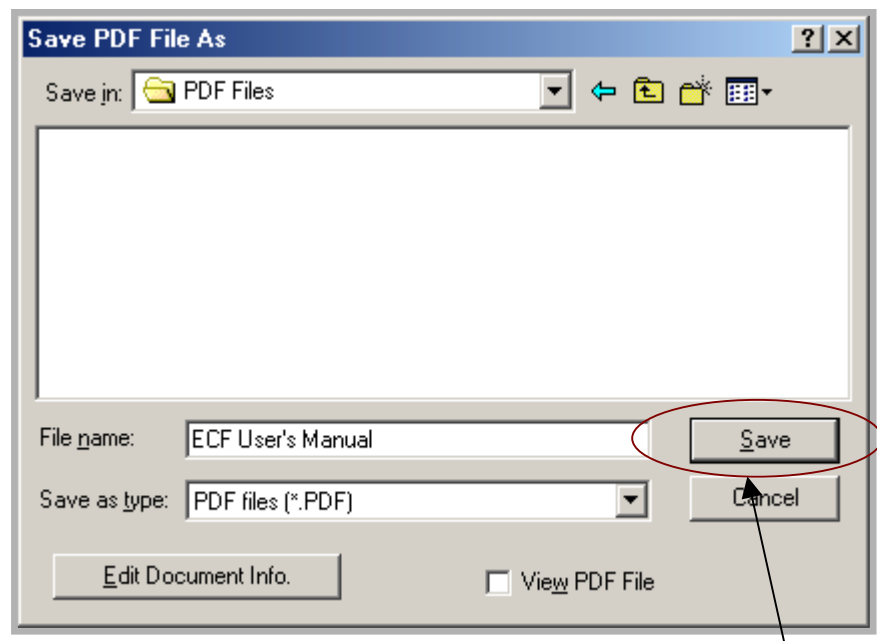 Save PDF File As
Save in: PDF Files
File name: ECF User's Manual Save
Save as type: PDF files (*.PDF) Cancel
Edit Document Info. View PDF File